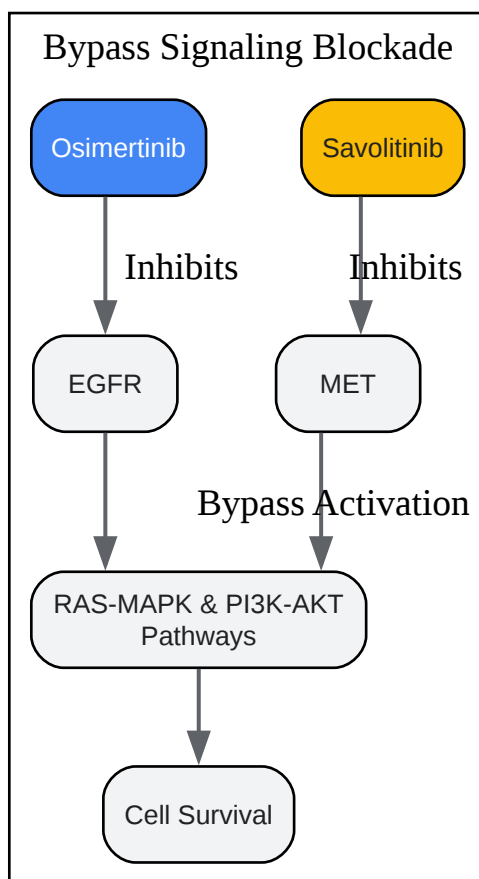 Bypass Signaling Blockade
Osimertinib
Savolitinib
Inhibits
Inhibits
EGFR
MET
Bypass Activation
RAS-MAPK & PI3K-AKT
Pathways
Cell Survival